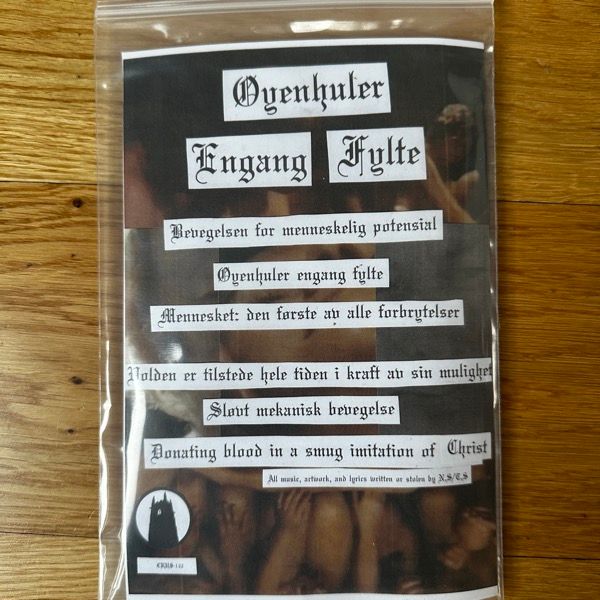 Øyenhuler
Engang Fylte
Bevegelsen for menneskelig potensial
Øyenhuler engang fylte
Mennesket: den første av alle forbrytelser
Volden er tilstede hele tiden i kraft av sin mulighet
Sløvt mekanisk bevegelse
Donating blood in a smug imitation of Christ
All music, artwork, and lyrics written or stolen by N.S/T.S